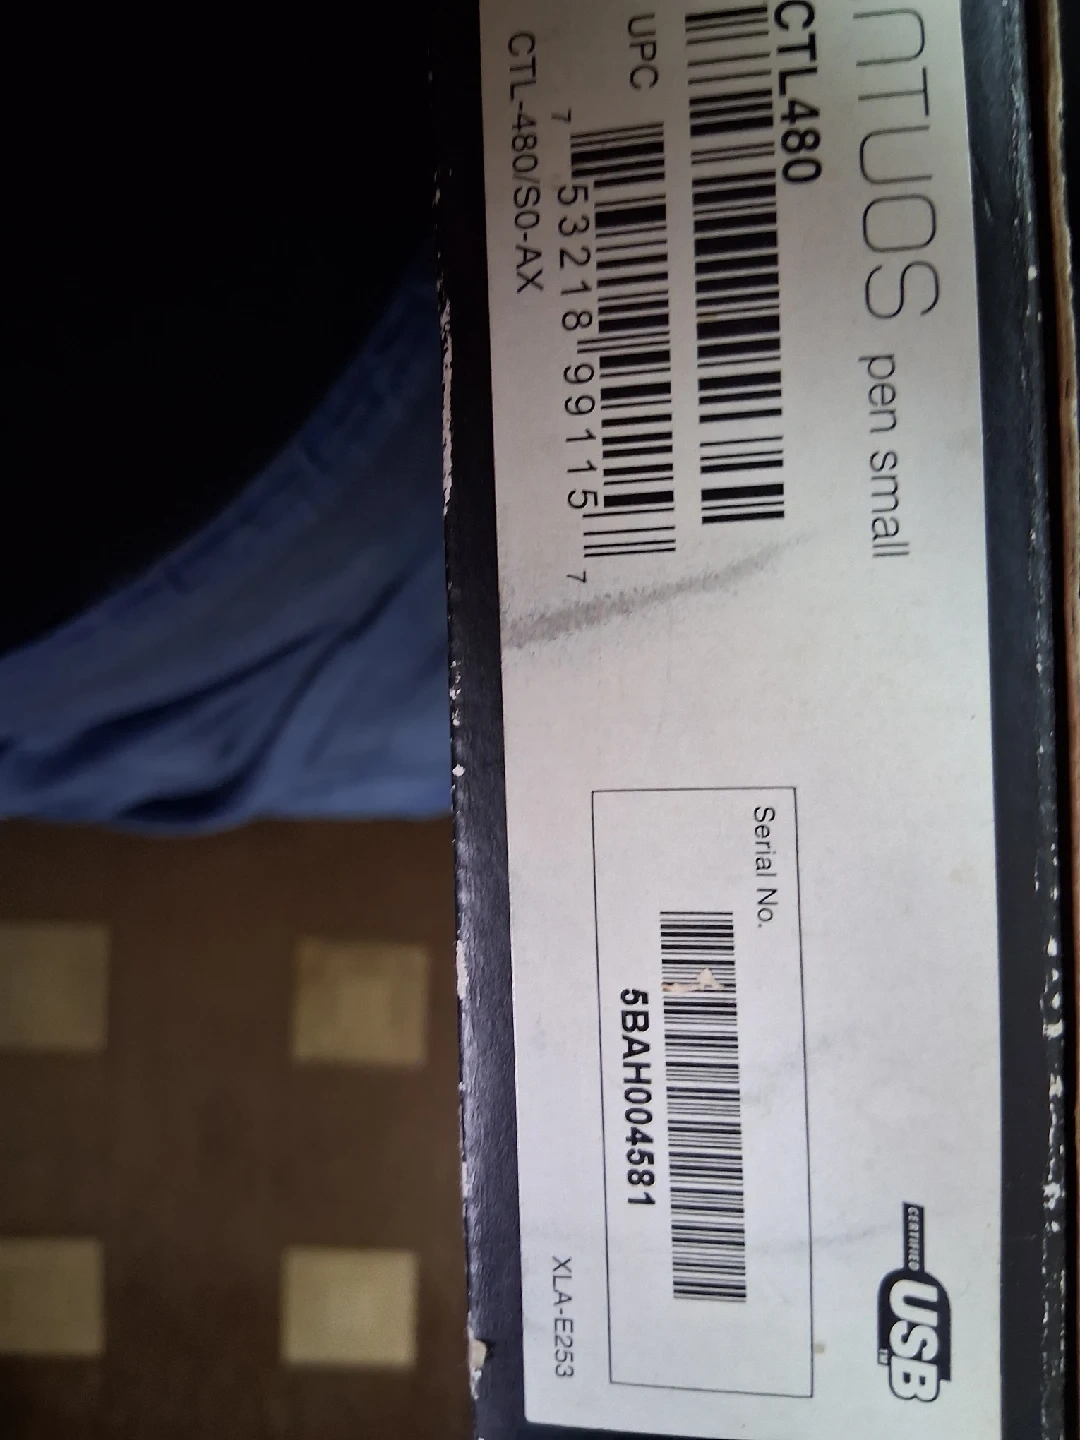 NTUOS pen small
CTL480
UPC
7 53218 99115 7
CTL-480/S0-AX
Serial No.
5BAH004581
XLA-E253
CERTIFIED
USB
TM